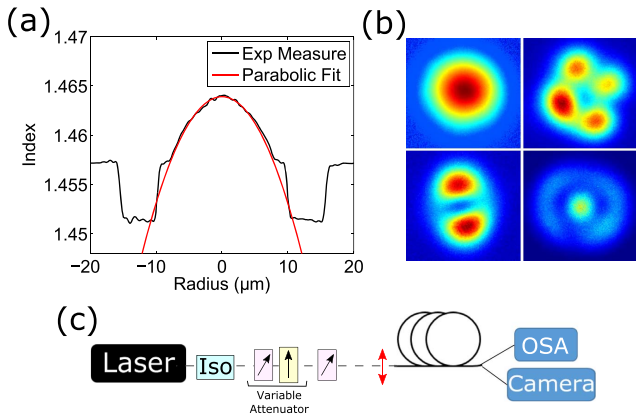 (a)
1.47
1.465
1.46
1.455
1.45
Index
Exp Measure
Parabolic Fit
−20
−10
0
10
20
Radius (µm)
(b)
(c)
Laser
Iso
Variable
Attenuator
OSA
Camera